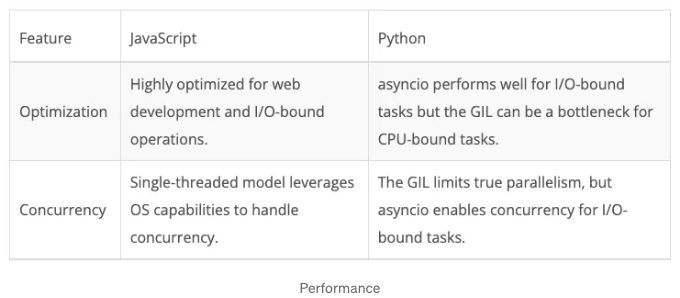 Feature JavaScript Python
Highly optimized for web asyncio performs well for I/O-bound
Optimization development and I/O-bound tasks but the GIL can be a bottleneck for
operations. CPU-bound tasks.
Single-threaded model leverages The GIL limits true parallelism, but
Concurrency OS capabilities to handle asyncio enables concurrency for I/O-
concurrency. bound tasks.
Performance